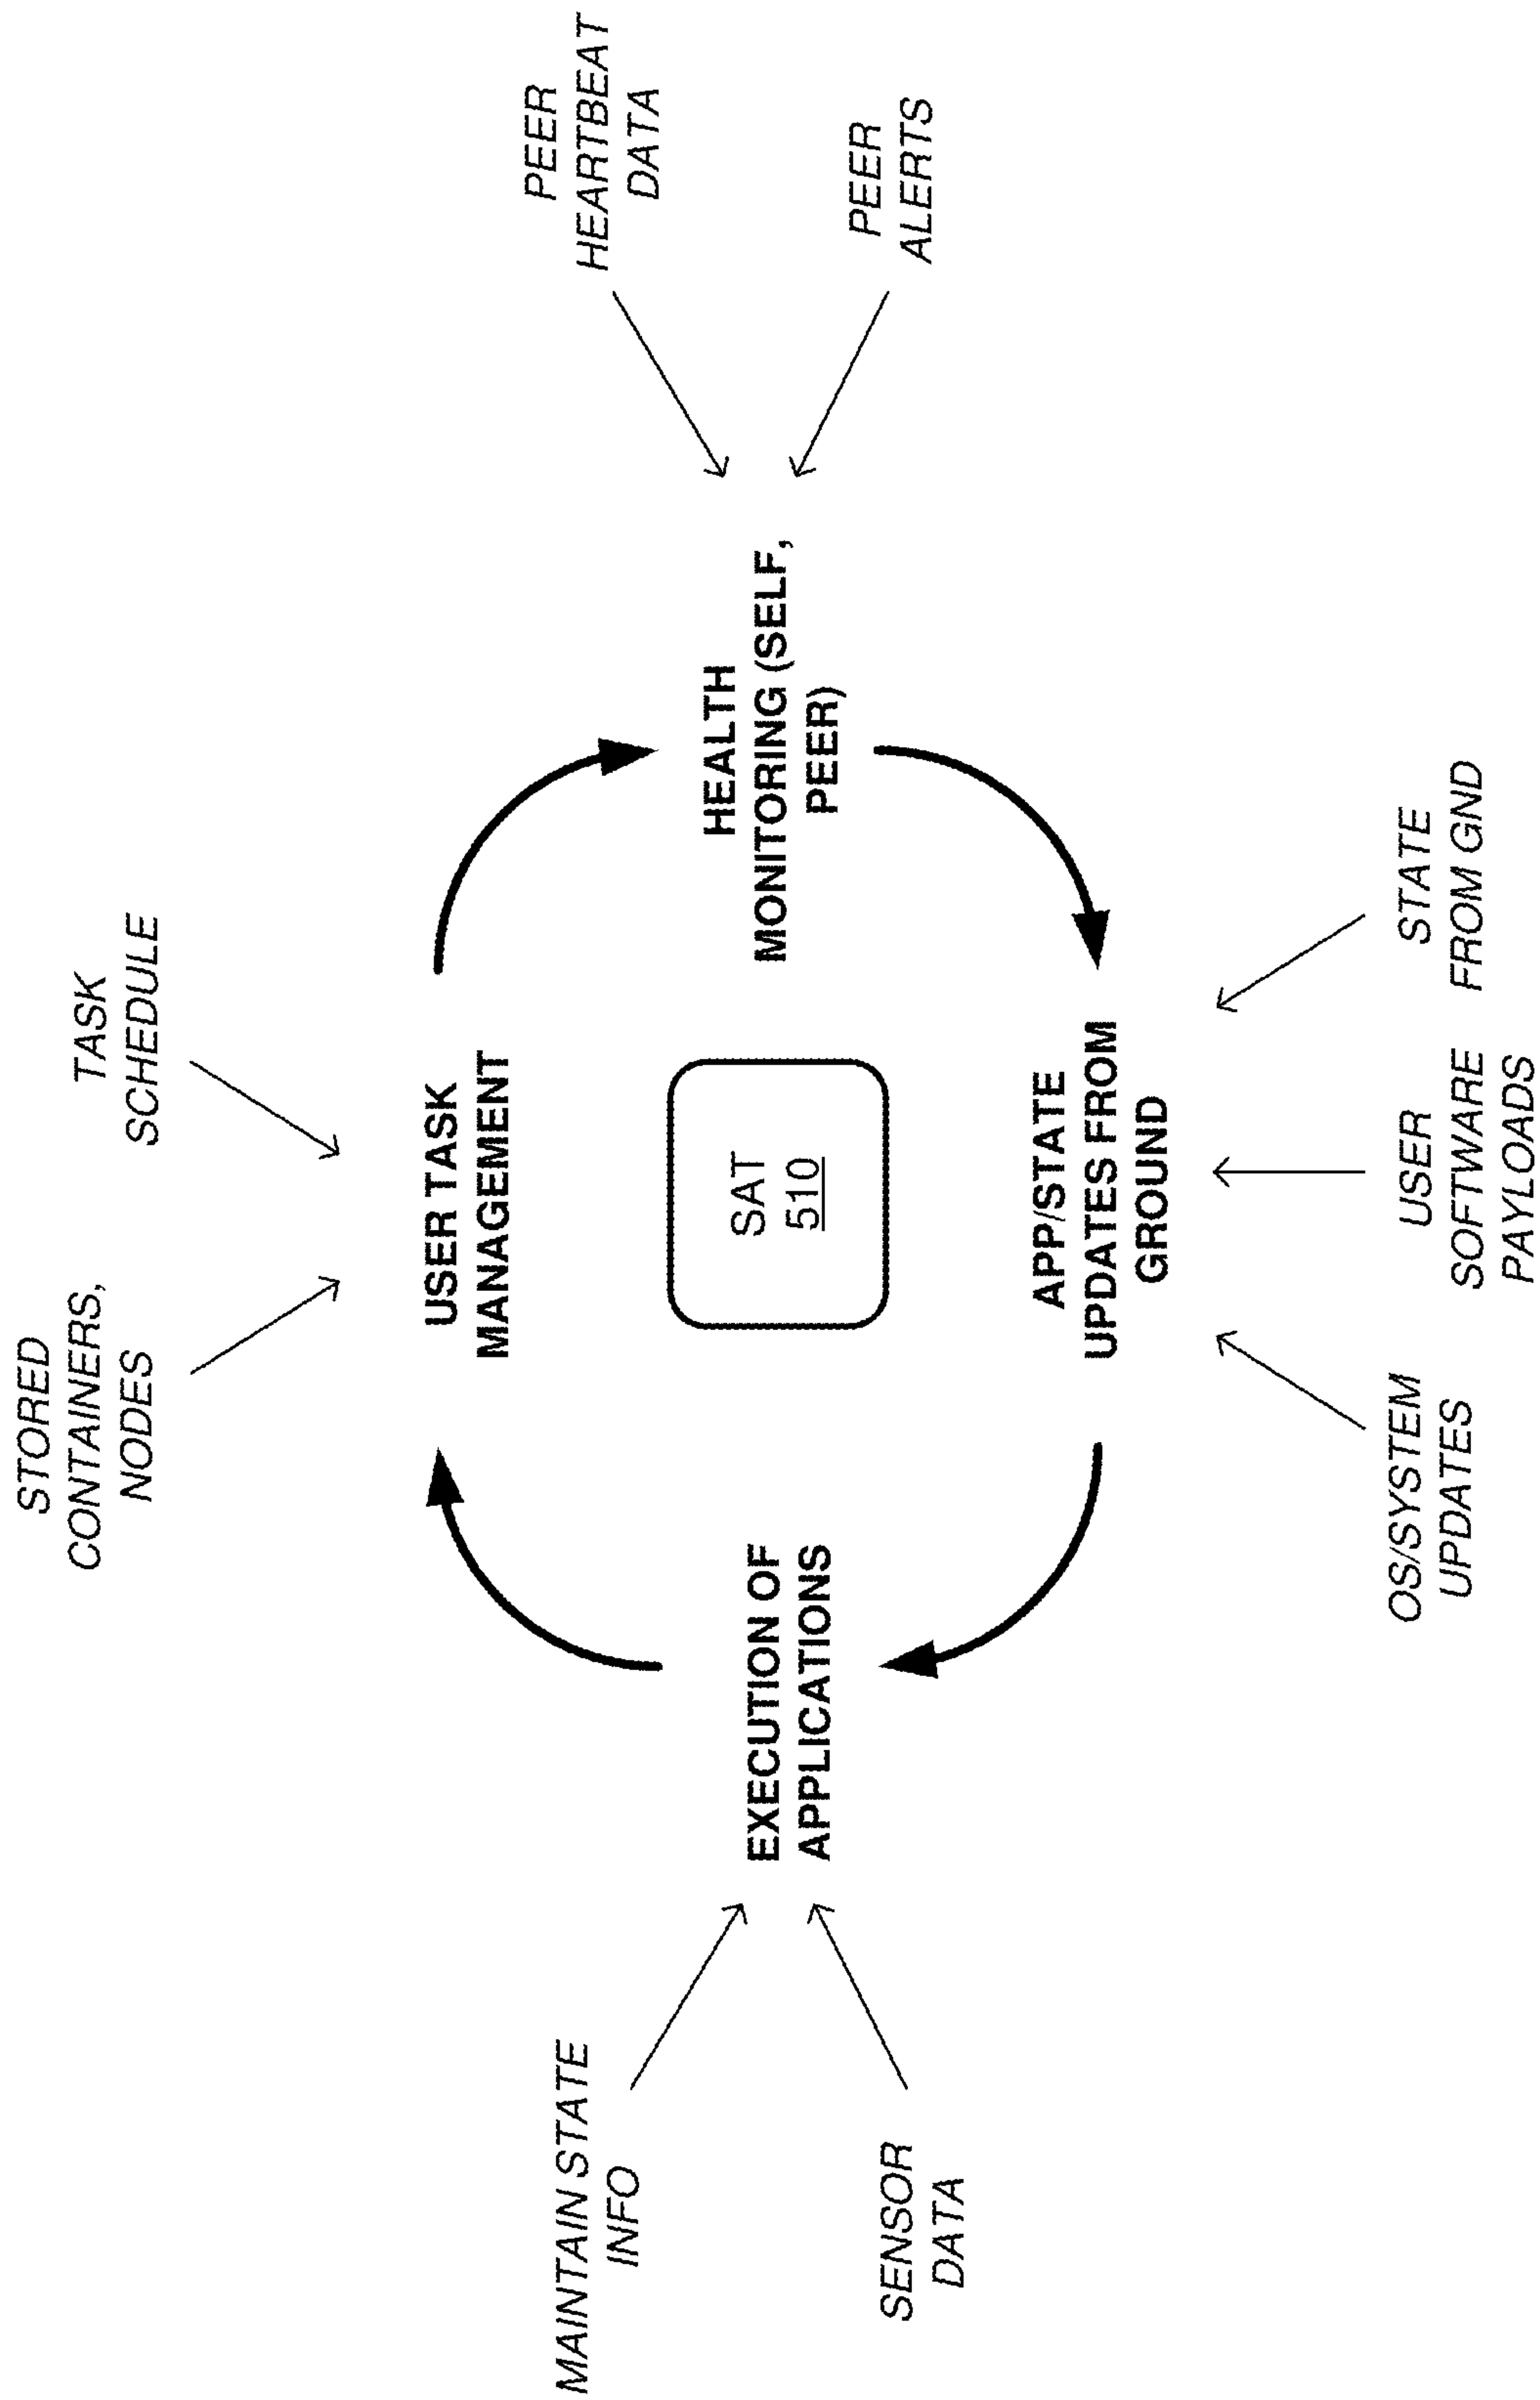 STORED
CONTAINERS,
NODES
TASK
SCHEDULE
USER TASK
MANAGEMENT
MAINTAIN STATE
INFO
SENSOR
DATA
EXECUTION OF
APPLICATIONS
SAT
510
HEALTH
MONITORING (SELF,
PEER)
PEER
HEARTBEAT
DATA
PEER
ALERTS
APP/STATE
UPDATES FROM
GROUND
OS/SYSTEM
UPDATES
USER
SOFTWARE
PAYLOADS
STATE
FROM GND